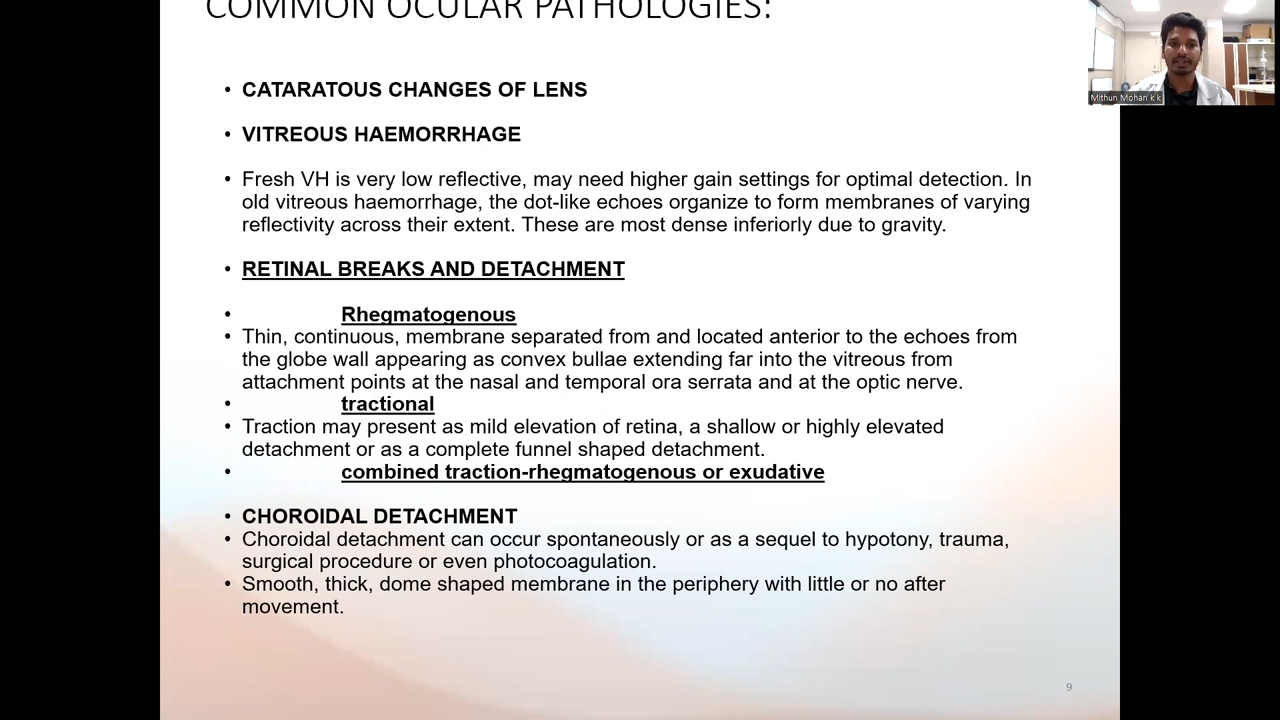 COMMON OCULAR PATHOLOGIES:
Mithun Mohan k k
• CATARATOUS CHANGES OF LENS
• VITREOUS HAEMORRHAGE
• Fresh VH is very low reflective, may need higher gain settings for optimal detection. In
old vitreous haemorrhage, the dot-like echoes organize to form membranes of varying
reflectivity across their extent. These are most dense inferiorly due to gravity.
• RETINAL BREAKS AND DETACHMENT
• Rhegmatogenous
• Thin, continuous, membrane separated from and located anterior to the echoes from
the globe wall appearing as convex bullae extending far into the vitreous from
attachment points at the nasal and temporal ora serrata and at the optic nerve.
• tractional
• Traction may present as mild elevation of retina, a shallow or highly elevated
detachment or as a complete funnel shaped detachment.
• combined traction-rhegmatogenous or exudative
• CHOROIDAL DETACHMENT
• Choroidal detachment can occur spontaneously or as a sequel to hypotony, trauma,
surgical procedure or even photocoagulation.
• Smooth, thick, dome shaped membrane in the periphery with little or no after
movement.
9